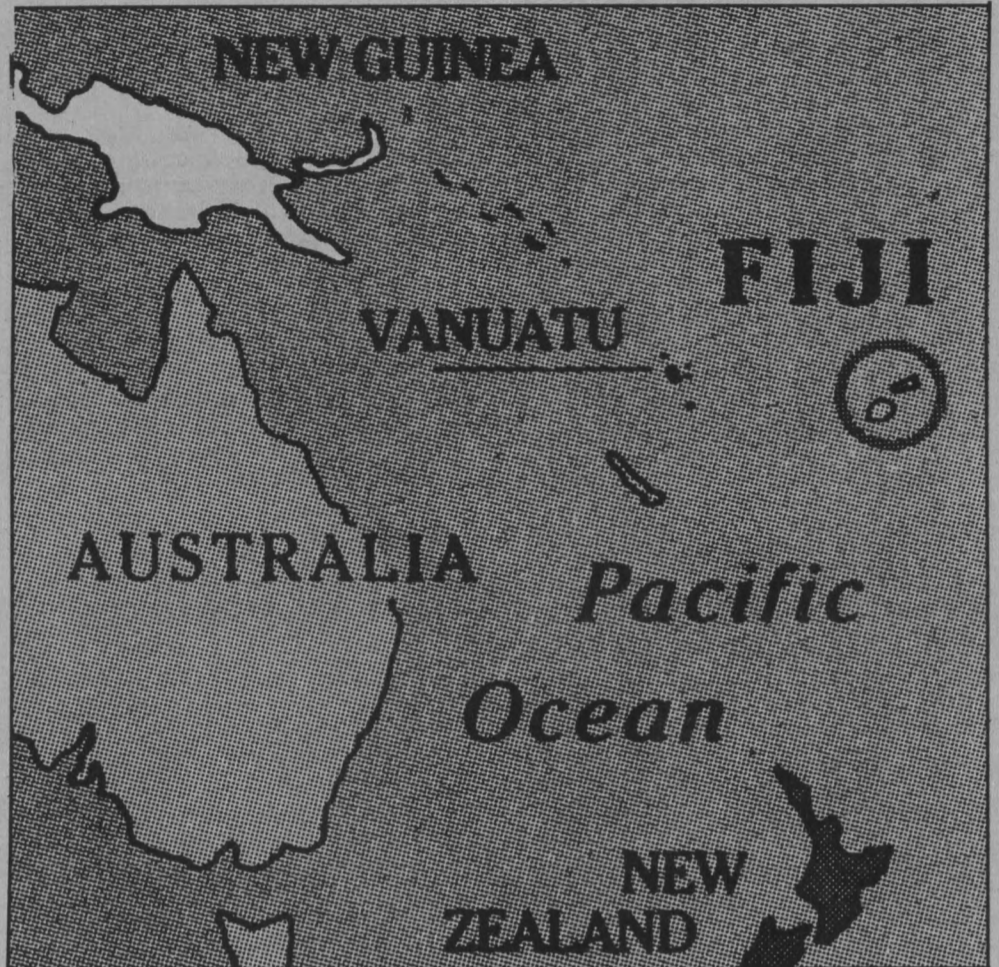 NEW GUINEA
FIJI
VANUATU
AUSTRALIA
Pacific
Ocean
NEW
ZEALAND